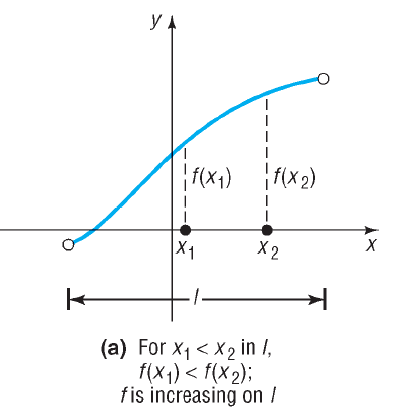 y
f(x₁) f(x₂)
x₁ x₂ x
I
(a) For x₁ < x₂ in I,
f(x₁) < f(x₂);
f is increasing on I